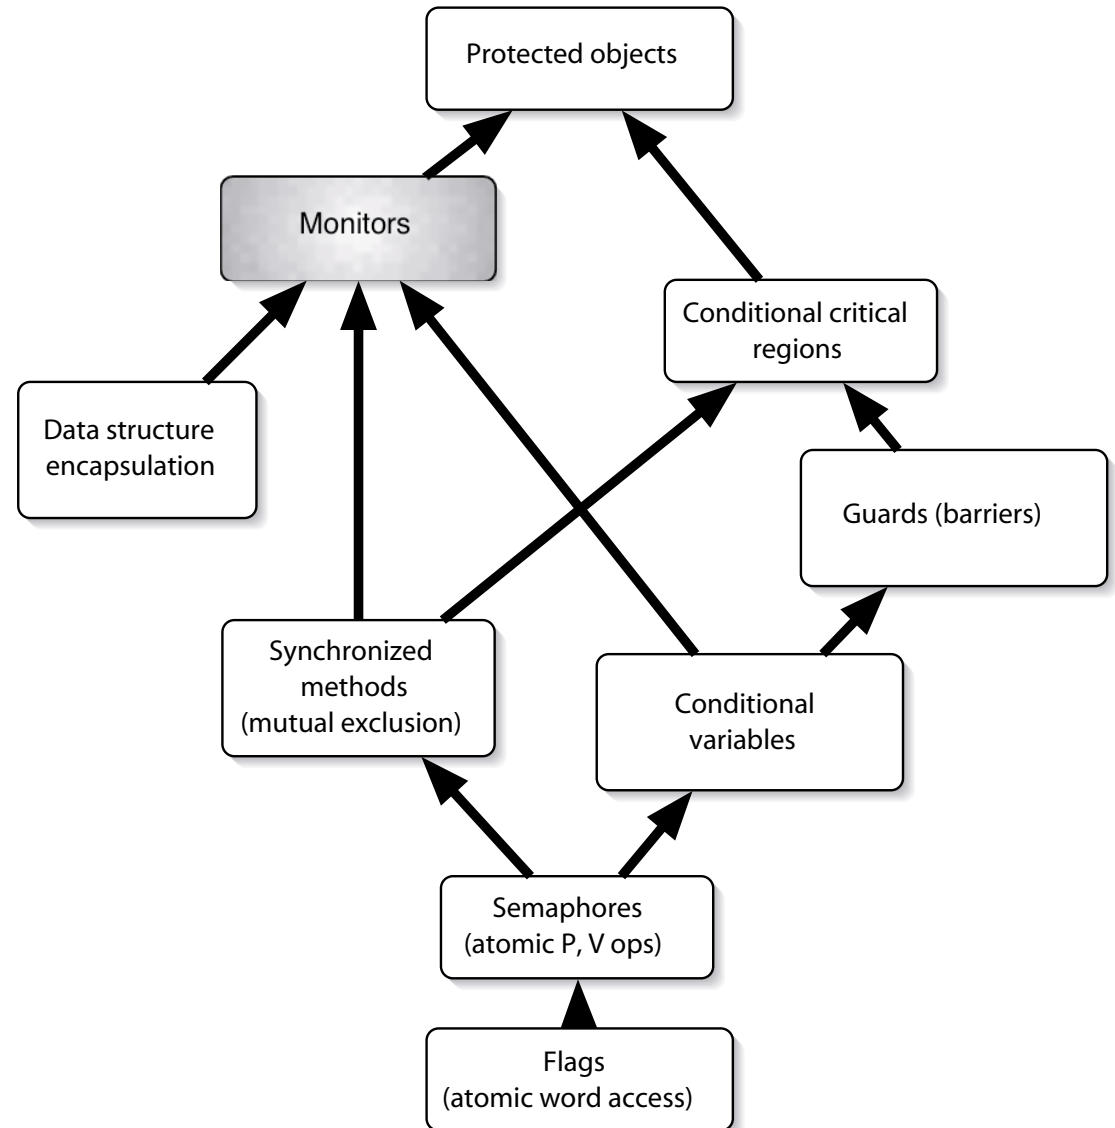 Protected objects
Monitors
Conditional critical
regions
Data structure
encapsulation
Guards (barriers)
Synchronized
methods
(mutual exclusion)
Conditional
variables
Semaphores
(atomic P, V ops)
Flags
(atomic word access)